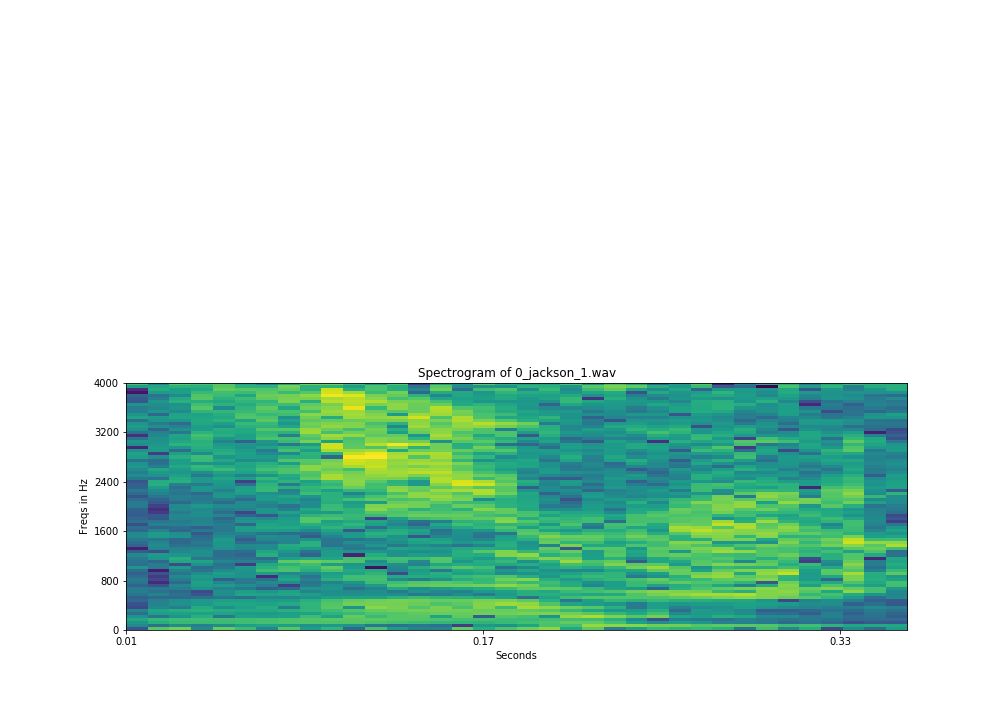 Spectrogram of 0_jackson_1.wav
4000
3200
2400
1600
800
0
Freqs in Hz
0.01 0.17 0.33
Seconds